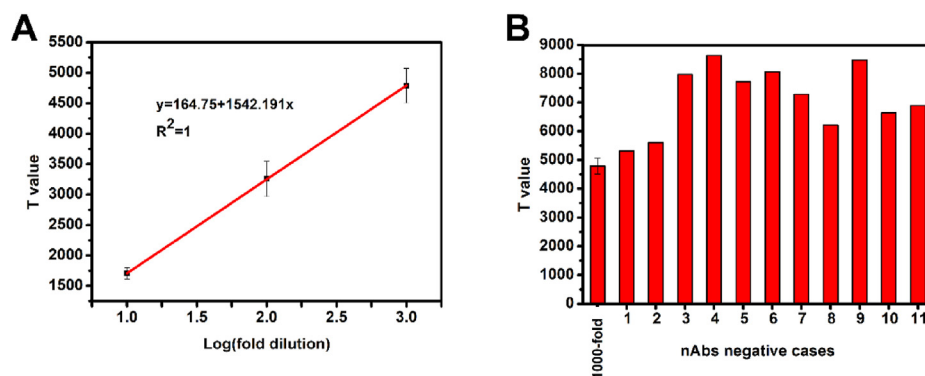 A
5500
5000
4500
4000
3500
3000
2500
2000
1500
T value
y=164.75+1542.191x
R²=1
1.0 1.5 2.0 2.5 3.0
Log(fold dilution)
B
9000
8000
7000
6000
5000
4000
3000
2000
1000
0
T value
1000-fold 1 2 3 4 5 6 7 8 9 10 11
nAbs negative cases